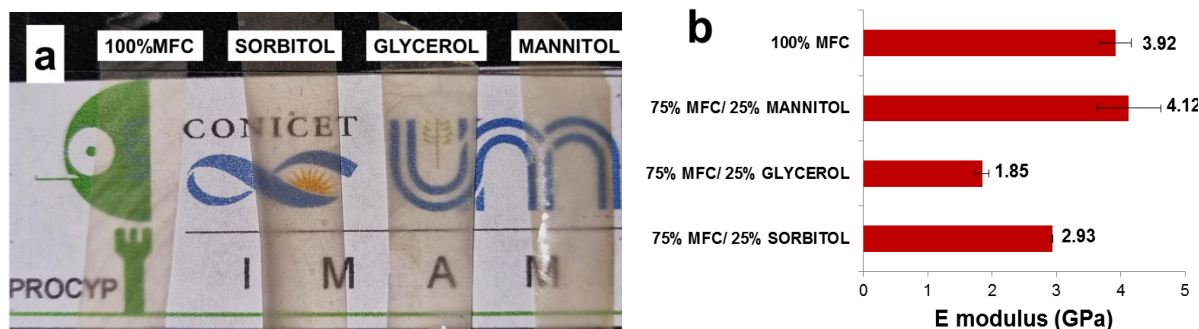 a
100%MFC SORBITOL GLYCEROL MANNITOL
CONICET
unm
I M A M
PROCYP
b
100% MFC 3.92
75% MFC/ 25% MANNITOL 4.12
75% MFC/ 25% GLYCEROL 1.85
75% MFC/ 25% SORBITOL 2.93
0 1 2 3 4 5
E modulus (GPa)